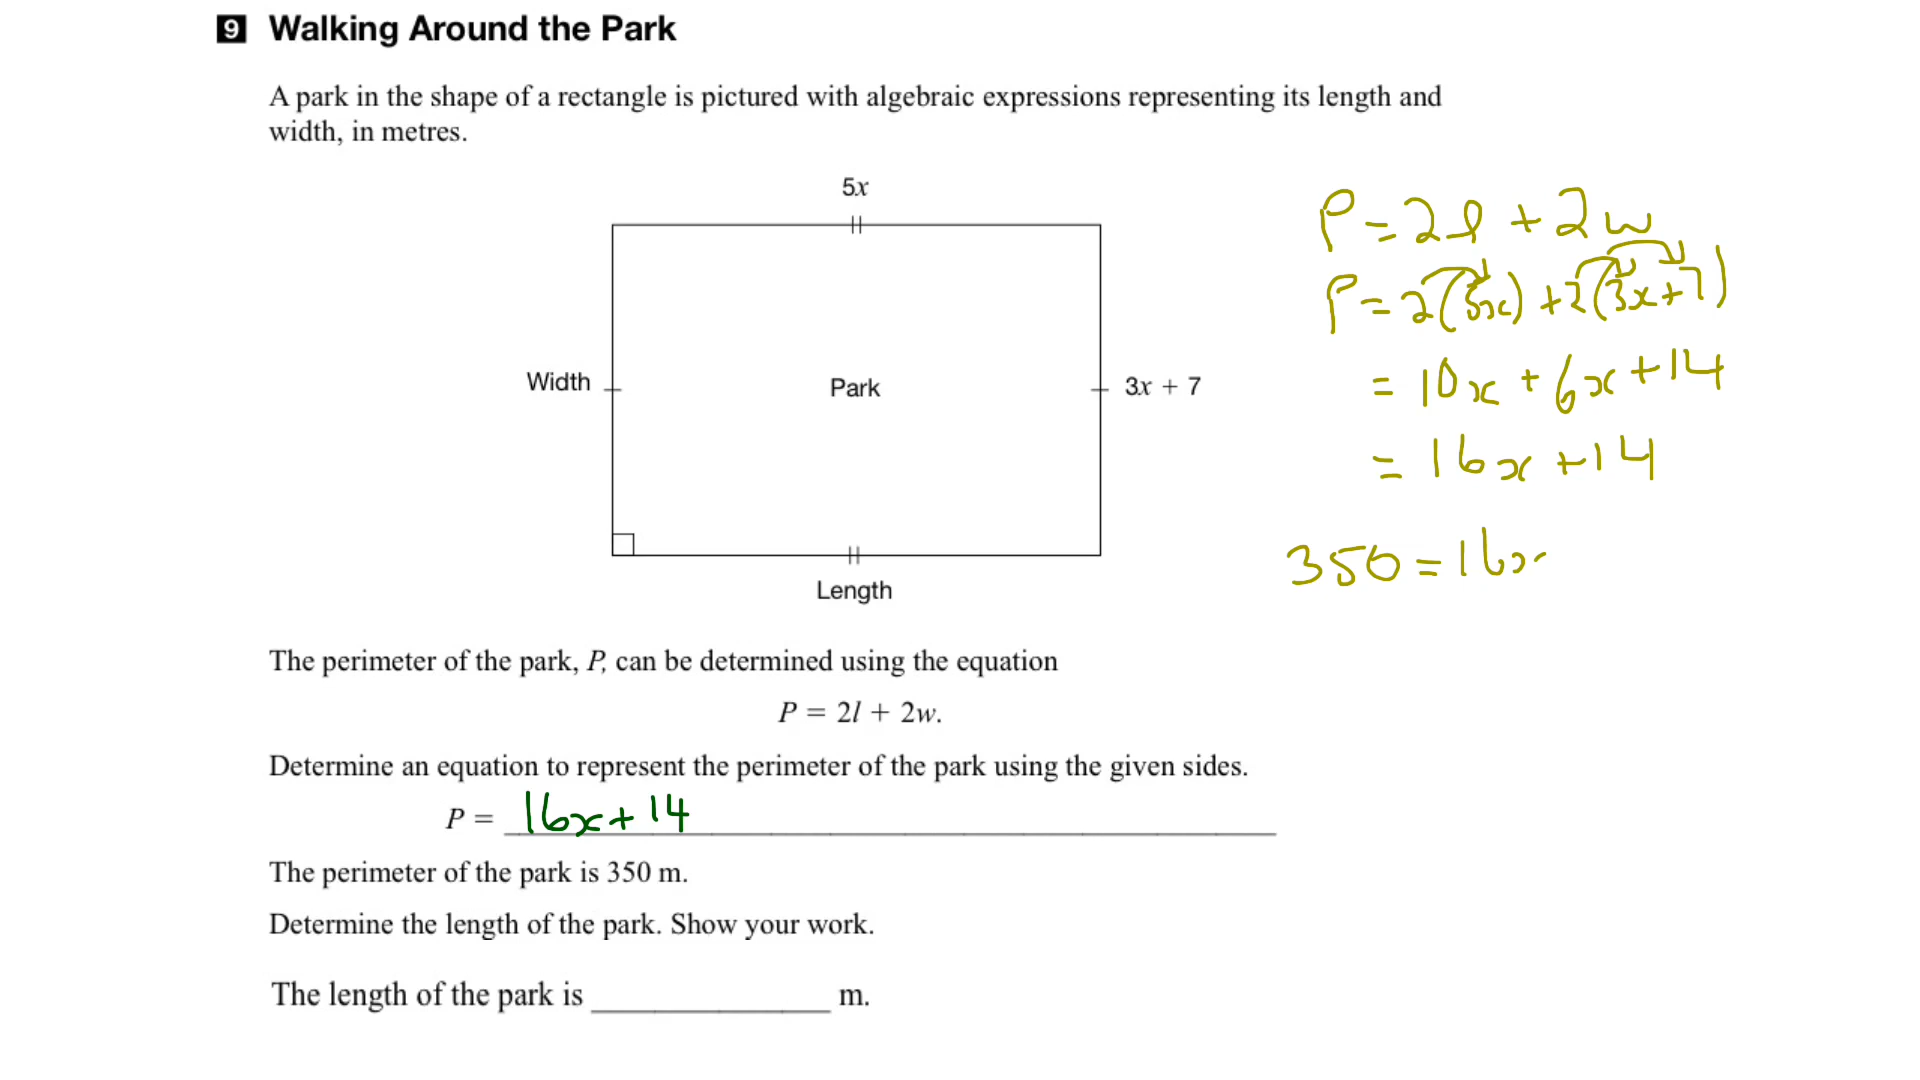 9 Walking Around the Park
A park in the shape of a rectangle is pictured with algebraic expressions representing its length and
width, in metres.
5x
Width
Park
3x + 7
Length
P = 2l + 2w
P = 2(5x) + 2(3x + 7)
= 10x + 6x + 14
= 16x + 14
350 = 16x
The perimeter of the park, P, can be determined using the equation
P = 2l + 2w.
Determine an equation to represent the perimeter of the park using the given sides.
P = 16x + 14
The perimeter of the park is 350 m.
Determine the length of the park. Show your work.
The length of the park is ______________ m.